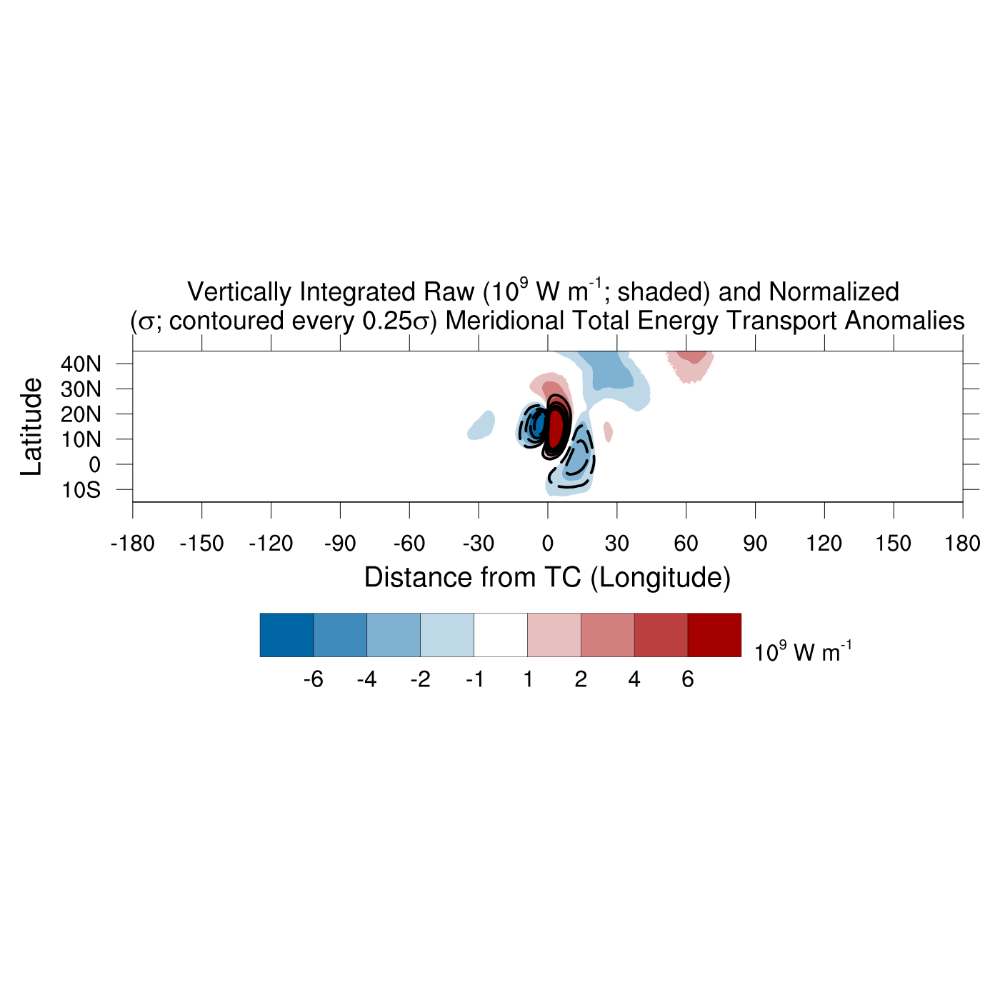 Vertically Integrated Raw (10⁹ W m⁻¹; shaded) and Normalized
(σ; contoured every 0.25σ) Meridional Total Energy Transport Anomalies
Latitude
40N
30N
20N
10N
0
10S
-180 -150 -120 -90 -60 -30 0 30 60 90 120 150 180
Distance from TC (Longitude)
10⁹ W m⁻¹
-6 -4 -2 -1 1 2 4 6